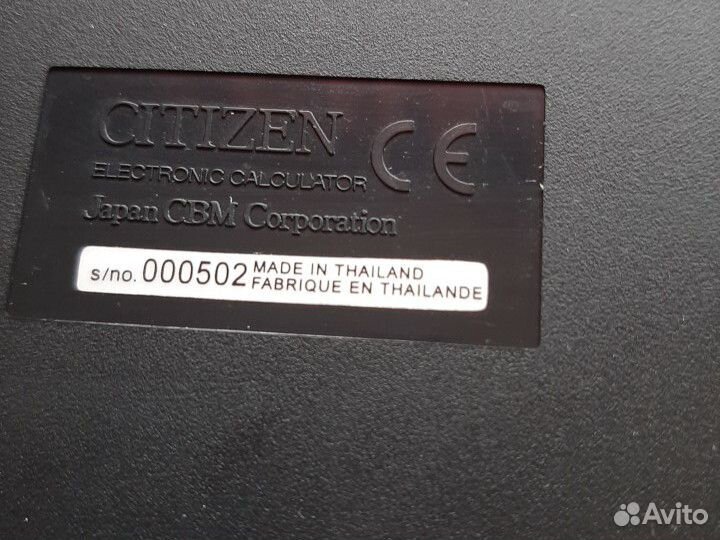 CITIZEN CE
ELECTRONIC CALCULATOR
Japan CBM Corporation
s/no. 000502 MADE IN THAILAND
FABRIQUE EN THAILANDE
Avito